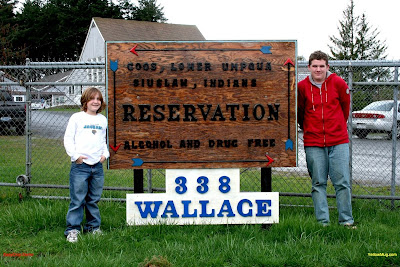 COOS, LOWER UMPQUA
SIUSLAW, INDIANS
RESERVATION
ALCOHOL AND DRUG FREE
338
WALLACE